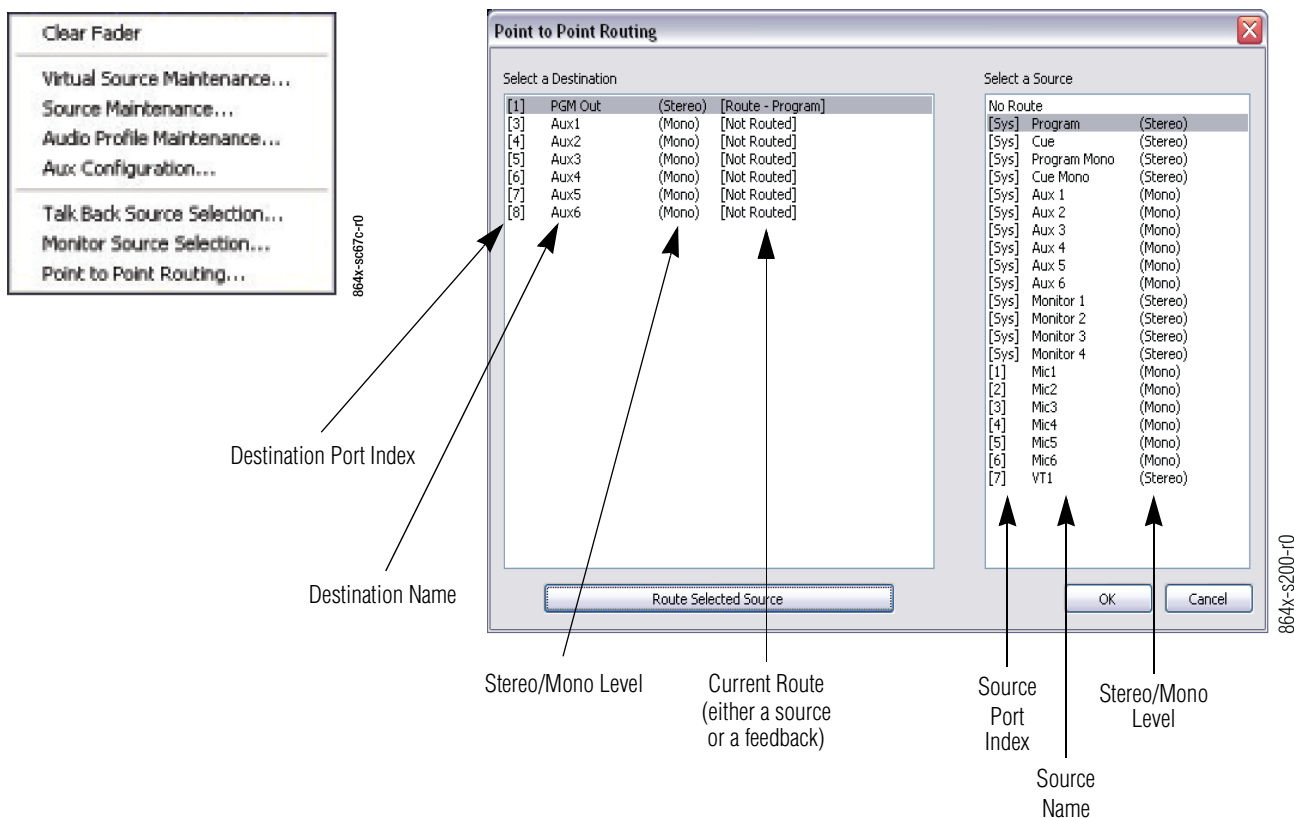 Clear Fader
Virtual Source Maintenance...
Source Maintenance...
Audio Profile Maintenance...
Aux Configuration...
Talk Back Source Selection...
Monitor Source Selection...
Point to Point Routing...
864x-sc67c-r0
Point to Point Routing
Select a Destination
[1] PGM Out (Stereo) [Route - Program]
[3] Aux1 (Mono) [Not Routed]
[4] Aux2 (Mono) [Not Routed]
[5] Aux3 (Mono) [Not Routed]
[6] Aux4 (Mono) [Not Routed]
[7] Aux5 (Mono) [Not Routed]
[8] Aux6 (Mono) [Not Routed]
Route Selected Source
Select a Source
No Route
[Sys] Program (Stereo)
[Sys] Cue (Stereo)
[Sys] Program Mono (Stereo)
[Sys] Cue Mono (Stereo)
[Sys] Aux 1 (Mono)
[Sys] Aux 2 (Mono)
[Sys] Aux 3 (Mono)
[Sys] Aux 4 (Mono)
[Sys] Aux 5 (Mono)
[Sys] Aux 6 (Mono)
[Sys] Monitor 1 (Stereo)
[Sys] Monitor 2 (Stereo)
[Sys] Monitor 3 (Stereo)
[Sys] Monitor 4 (Stereo)
[1] Mic1 (Mono)
[2] Mic2 (Mono)
[3] Mic3 (Mono)
[4] Mic4 (Mono)
[5] Mic5 (Mono)
[6] Mic6 (Mono)
[7] VT1 (Stereo)
OK Cancel
864x-s200-r0
Destination Port Index
Destination Name
Stereo/Mono Level
Current Route
(either a source
or a feedback)
Source
Port
Index
Source
Name
Stereo/Mono
Level